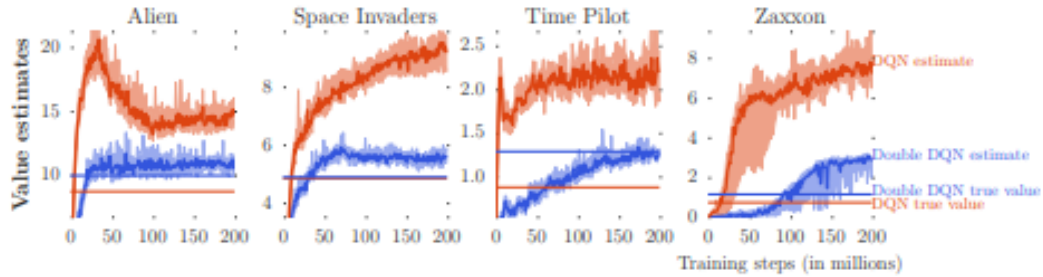 Alien Space Invaders Time Pilot Zaxxon
Value estimates
20
15
10
0 50 100 150 200
8
6
4
0 50 100 150 200
2.5
2.0
1.5
1.0
0 50 100 150 200
8
6
4
2
0
0 50 100 150 200
DQN estimate
Double DQN estimate
Double DQN true value
DQN true value
Training steps (in millions)